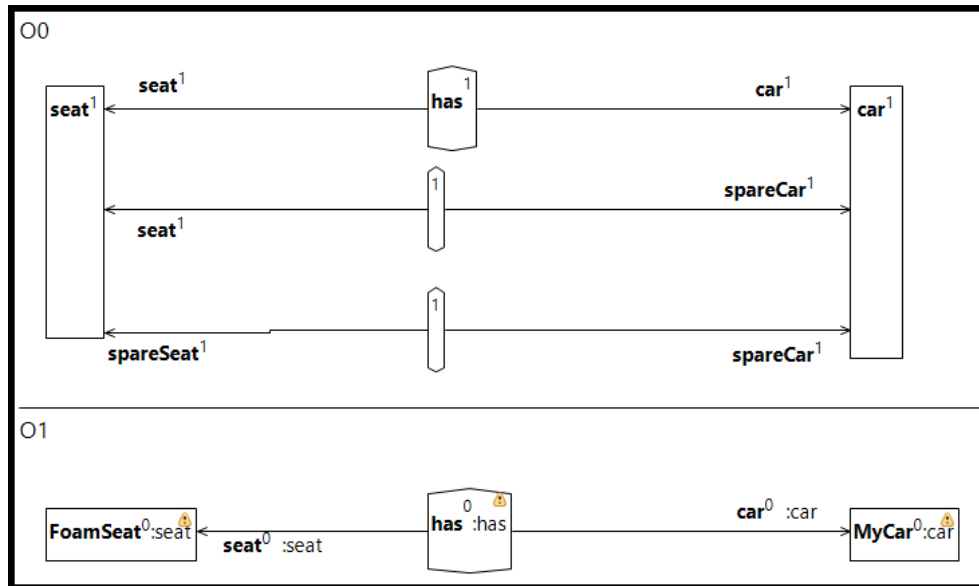 O0
seat¹ has¹ car¹
seat¹ car¹
1 spareCar¹
seat¹
1
spareSeat¹ spareCar¹
O1
FoamSeat⁰:seat has⁰ :has car⁰ :car MyCar⁰:car
seat⁰ :seat